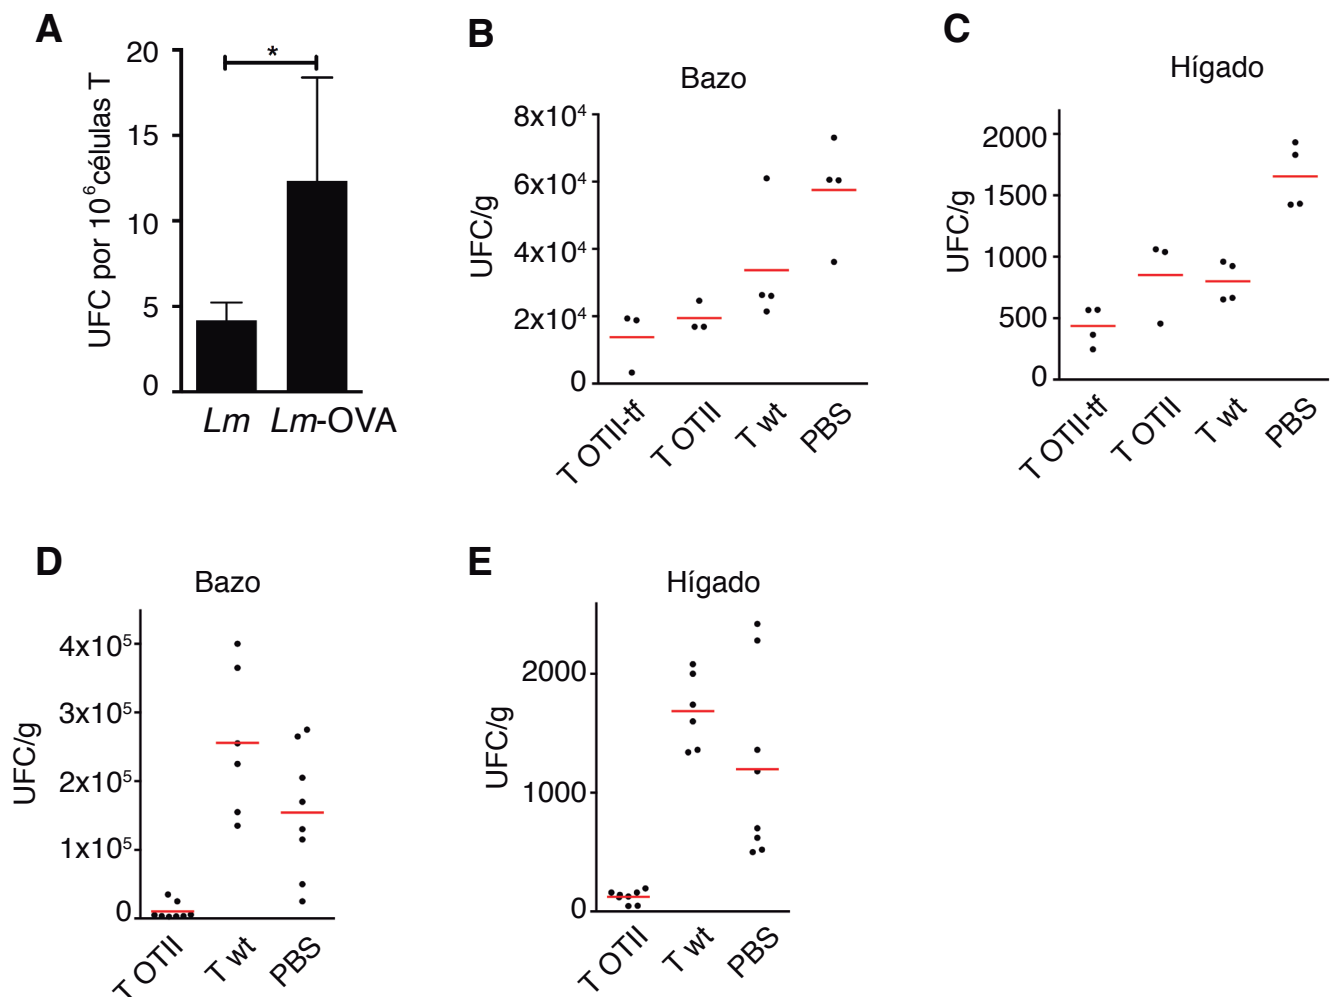 A
UFC por 10⁶ células T
20
15
10
5
0
*
Lm
Lm-OVA
B
Bazo
UFC/g
8x10⁴
6x10⁴
4x10⁴
2x10⁴
0
T OTII-tf
T OTII
T wt
PBS
C
Hígado
UFC/g
2000
1500
1000
500
0
T OTII-tf
T OTII
T wt
PBS
D
Bazo
UFC/g
4x10⁵
3x10⁵
2x10⁵
1x10⁵
0
T OTII
T wt
PBS
E
Hígado
UFC/g
2000
1000
0
T OTII
T wt
PBS